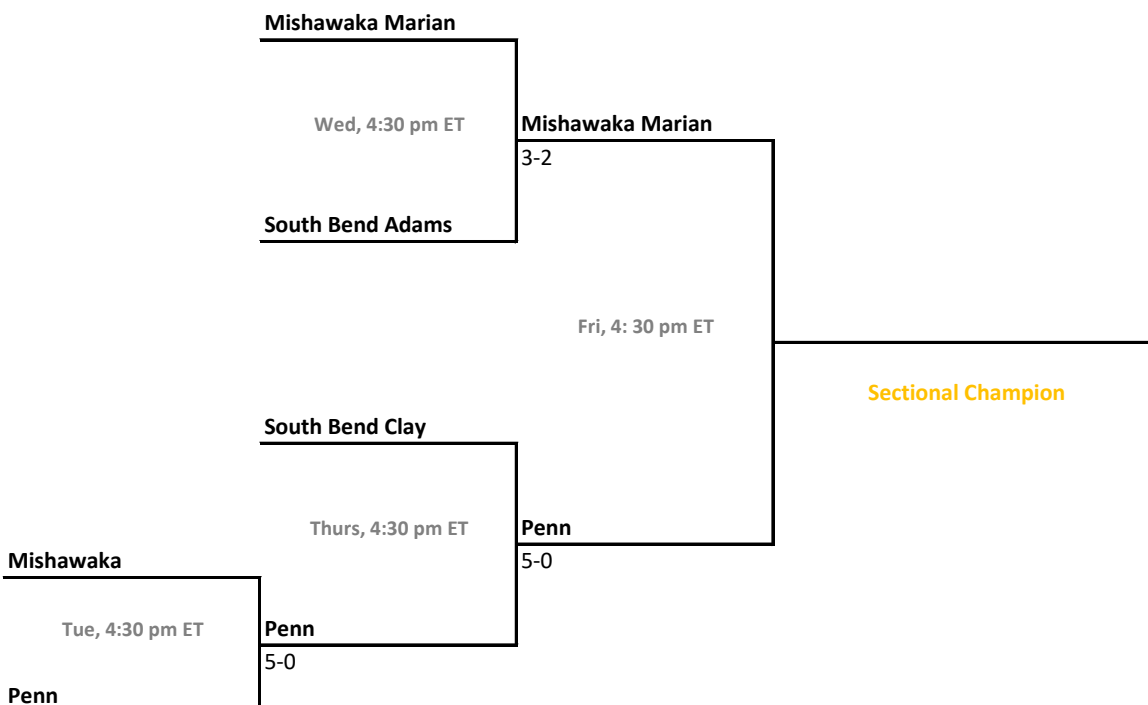 Mishawaka Marian
Wed, 4:30 pm ET
Mishawaka Marian
3-2
South Bend Adams
Fri, 4: 30 pm ET
Sectional Champion
South Bend Clay
Thurs, 4:30 pm ET
Penn
5-0
Mishawaka
Tue, 4:30 pm ET
Penn
5-0
Penn